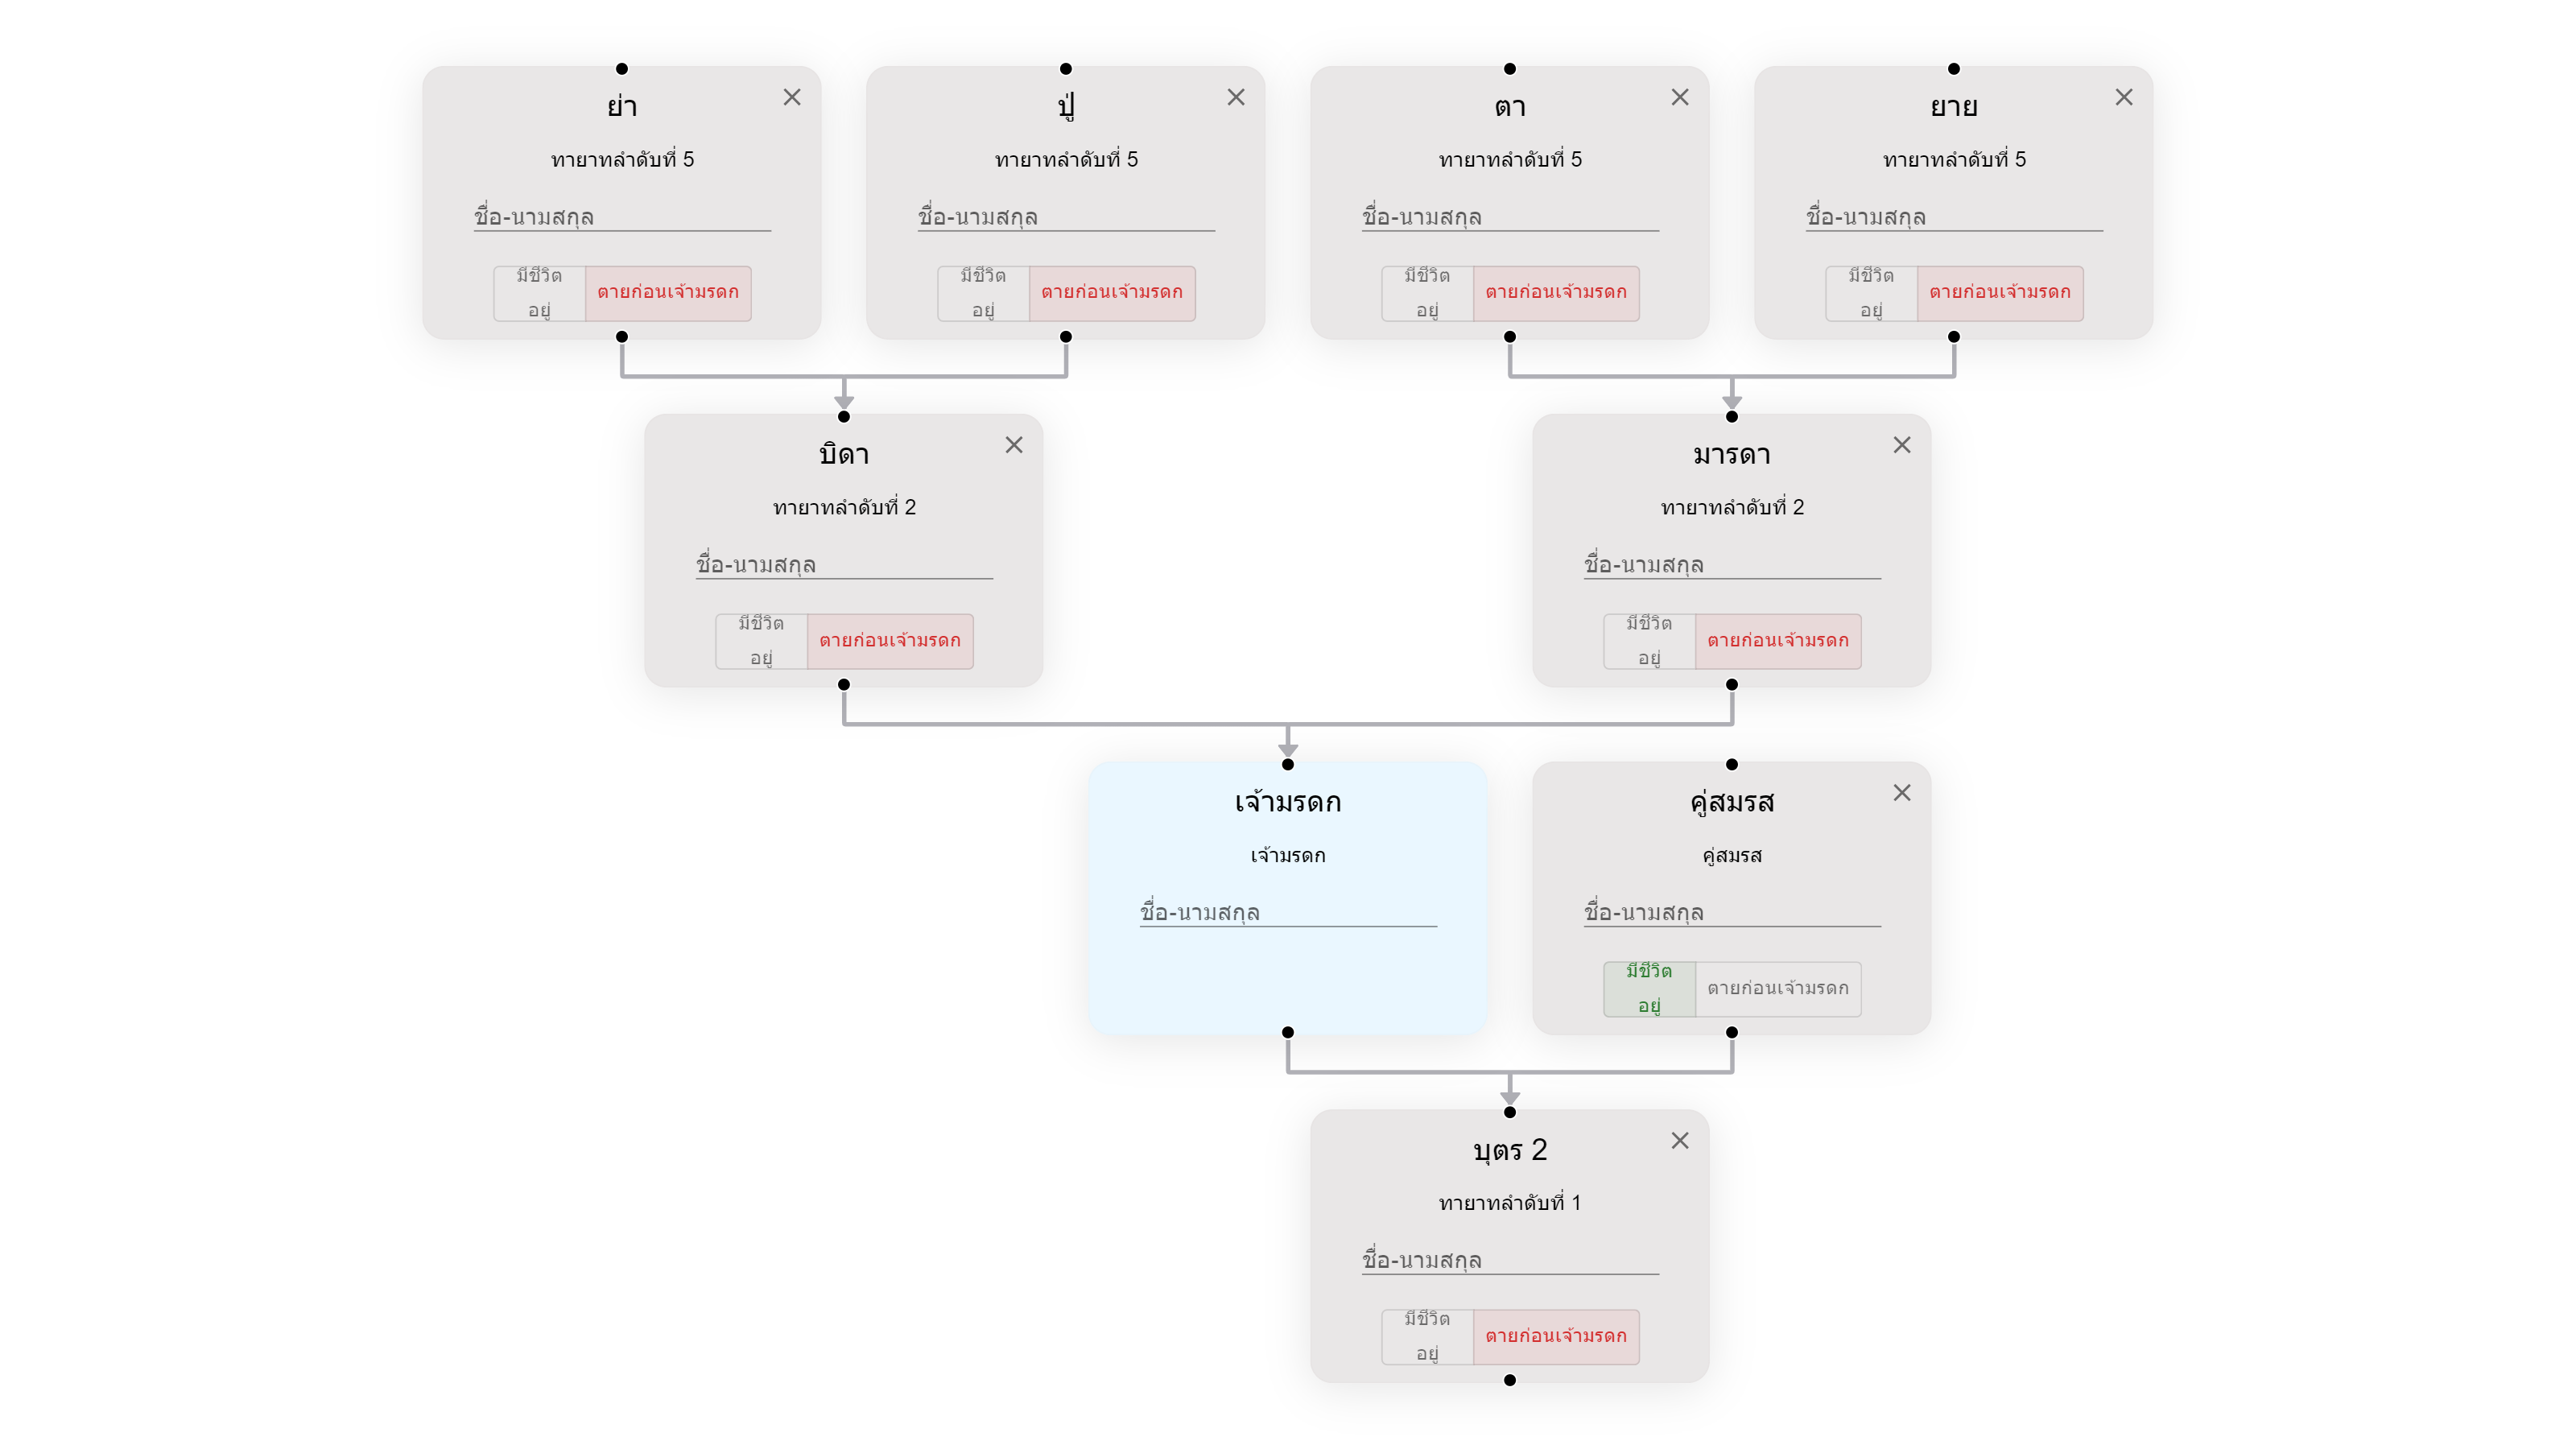 ย่า
ทายาทลำดับที่ 5
ชื่อ-นามสกุล
มีชีวิต
อยู่
ตายก่อนเจ้ามรดก
ปู่
ทายาทลำดับที่ 5
ชื่อ-นามสกุล
มีชีวิต
อยู่
ตายก่อนเจ้ามรดก
ตา
ทายาทลำดับที่ 5
ชื่อ-นามสกุล
มีชีวิต
อยู่
ตายก่อนเจ้ามรดก
ยาย
ทายาทลำดับที่ 5
ชื่อ-นามสกุล
มีชีวิต
อยู่
ตายก่อนเจ้ามรดก
บิดา
ทายาทลำดับที่ 2
ชื่อ-นามสกุล
มีชีวิต
อยู่
ตายก่อนเจ้ามรดก
มารดา
ทายาทลำดับที่ 2
ชื่อ-นามสกุล
มีชีวิต
อยู่
ตายก่อนเจ้ามรดก
เจ้ามรดก
เจ้ามรดก
ชื่อ-นามสกุล
คู่สมรส
คู่สมรส
ชื่อ-นามสกุล
มีชีวิต
อยู่
ตายก่อนเจ้ามรดก
บุตร 2
ทายาทลำดับที่ 1
ชื่อ-นามสกุล
มีชีวิต
อยู่
ตายก่อนเจ้ามรดก